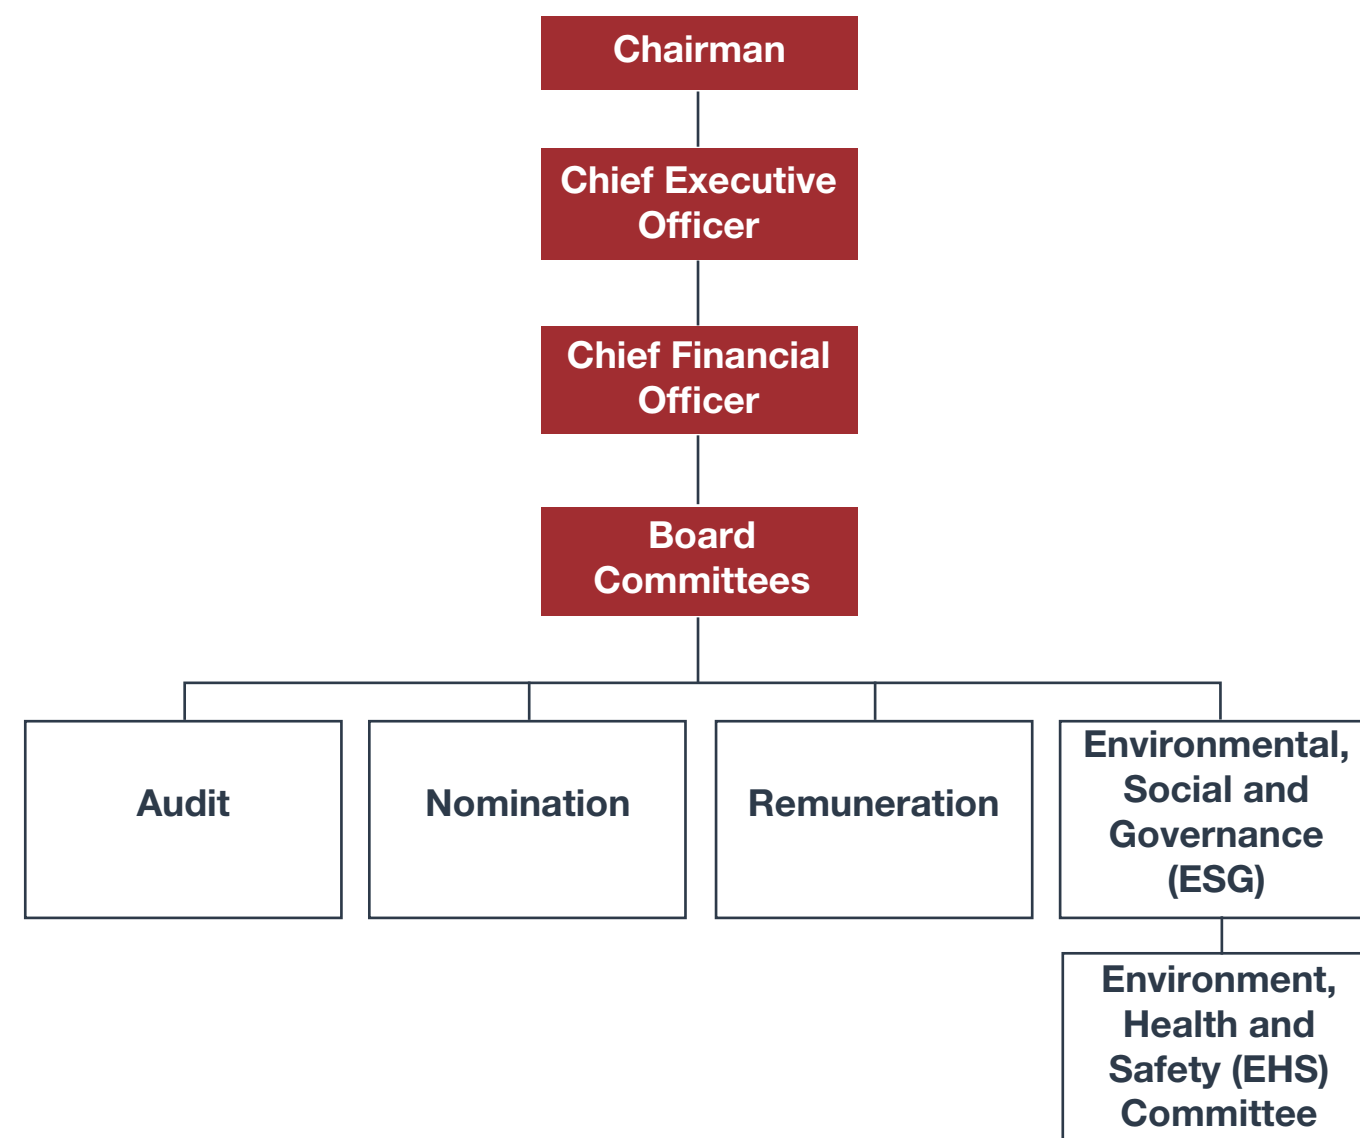 Chairman
Chief Executive
Officer
Chief Financial
Officer
Board
Committees
Audit
Nomination
Remuneration
Environmental,
Social and
Governance
(ESG)
Environment,
Health and
Safety (EHS)
Committee